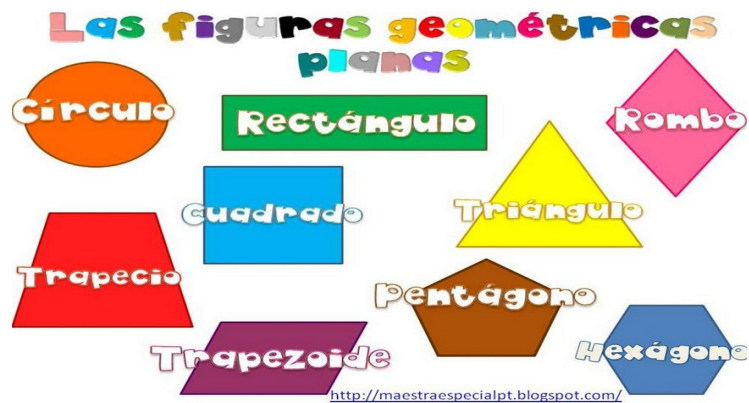 Las figuras geométricas
planas
Círculo
Rectángulo
Rombo
Cuadrado
Triángulo
Trapecio
Pentágono
Trapezoide
Hexágono
http://maestraespecialpt.blogspot.com/